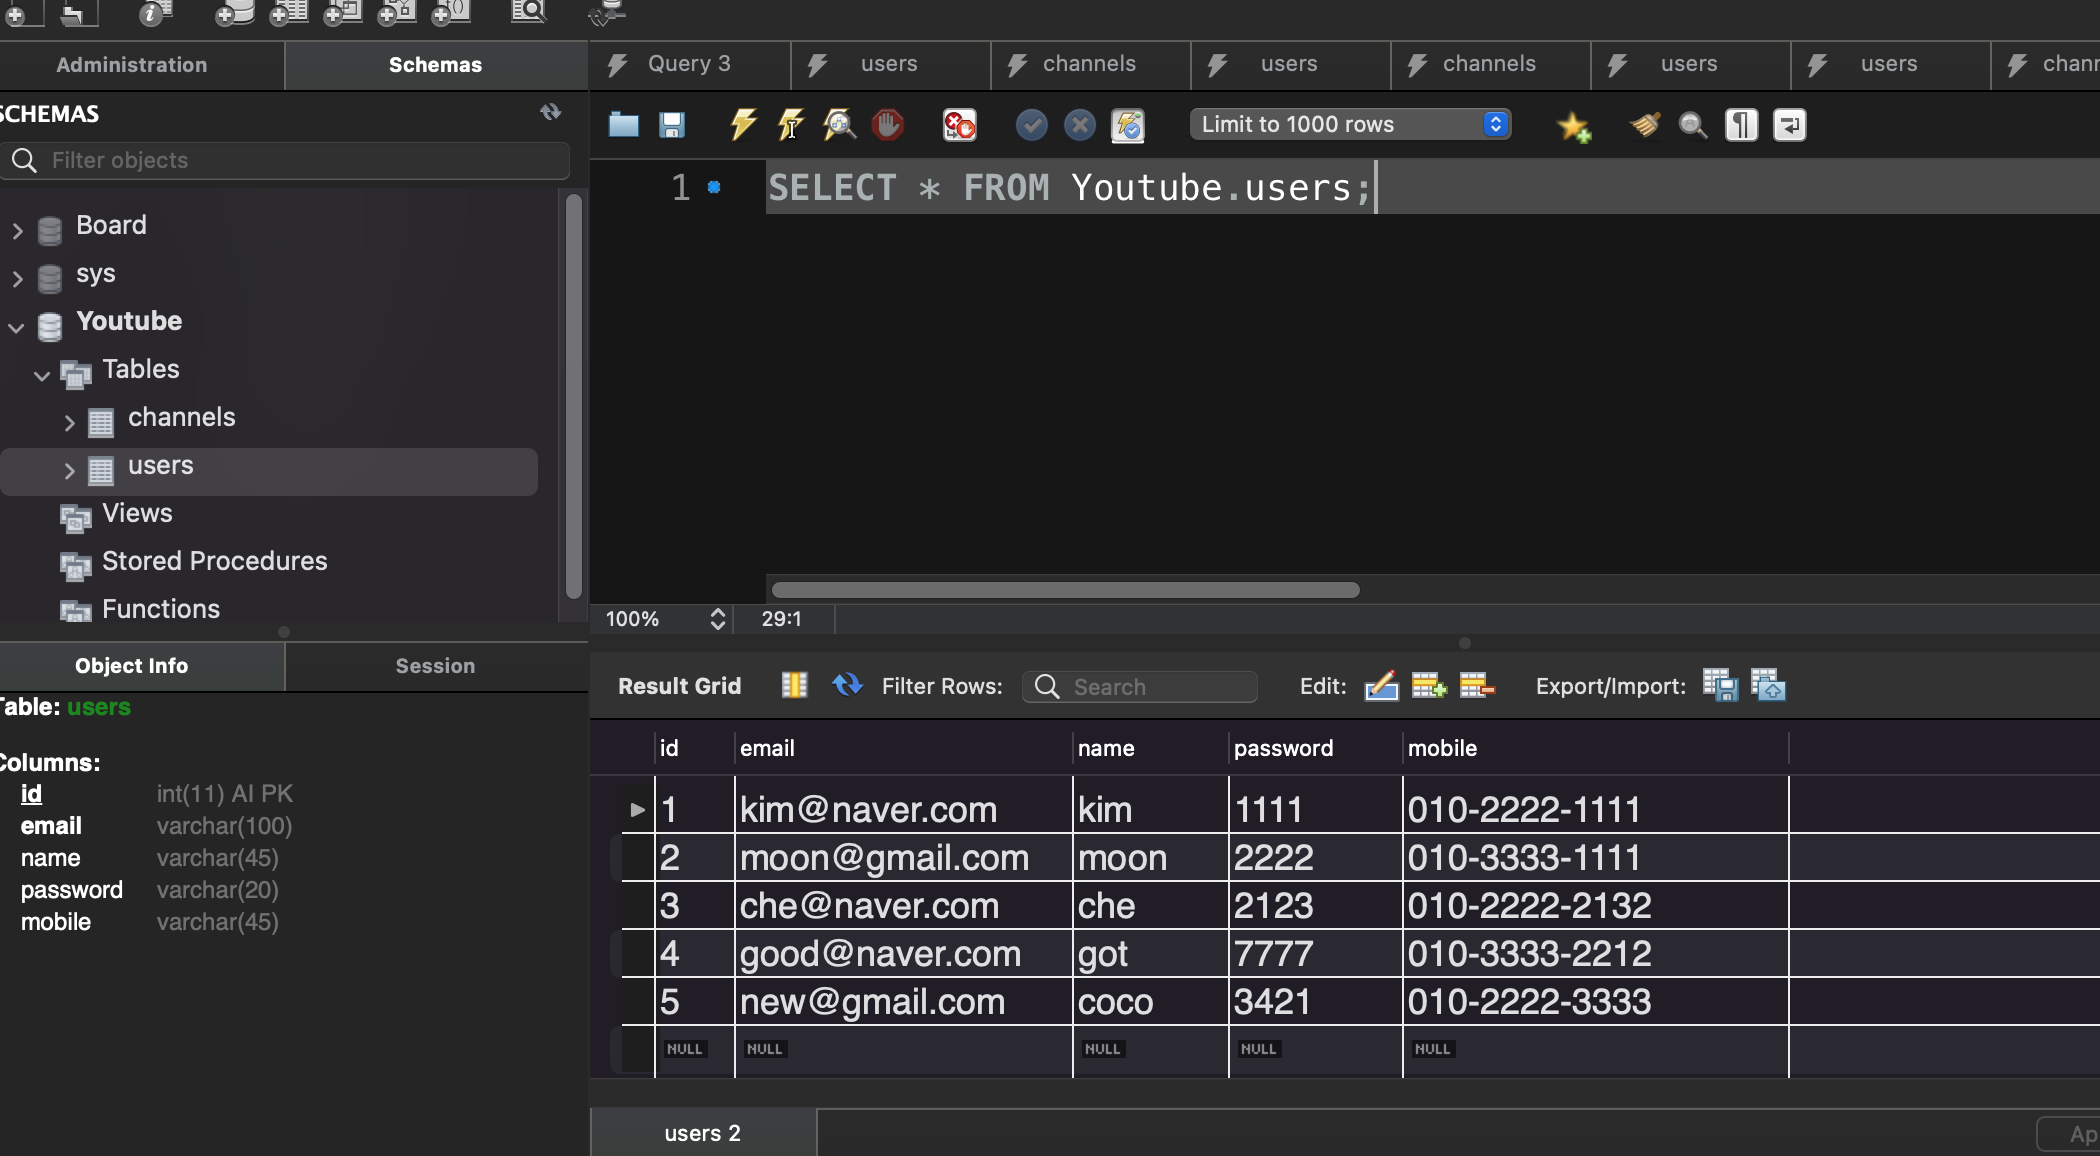 Administration
Schemas
SCHEMAS
Filter objects
Board
sys
Youtube
Tables
channels
users
Views
Stored Procedures
Functions
Object Info
Session
Table: users
Columns:
id int(11) AI PK
email varchar(100)
name varchar(45)
password varchar(20)
mobile varchar(45)
Query 3
users
channels
users
channels
users
users
Limit to 1000 rows
1 SELECT * FROM Youtube.users;
100% 29:1
Result Grid Filter Rows: Search Edit: Export/Import:
id email name password mobile
1 kim@naver.com kim 1111 010-2222-1111
2 moon@gmail.com moon 2222 010-3333-1111
3 che@naver.com che 2123 010-2222-2132
4 good@naver.com got 7777 010-3333-2212
5 new@gmail.com coco 3421 010-2222-3333
NULL NULL NULL NULL NULL
users 2